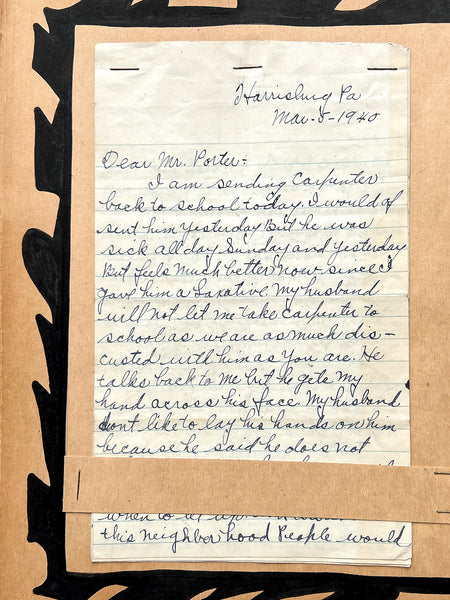 Harrisburg Pa
Mar-5-1940
Dear Mr. Porter:-
I am sending Carpenter
back to school today. I would of
sent him yesterday But he was
sick all day Sunday and yesterday
But feels Much better now since I
gave him a Laxative My husband
will not let me take Carpenter to
school as we are as much dis-
custed with him as You are. He
talks back to me but he gets my
hand across his face. My husband
dont like to lay his hands on him
because he said he does not
when to
this neighbor hood People would